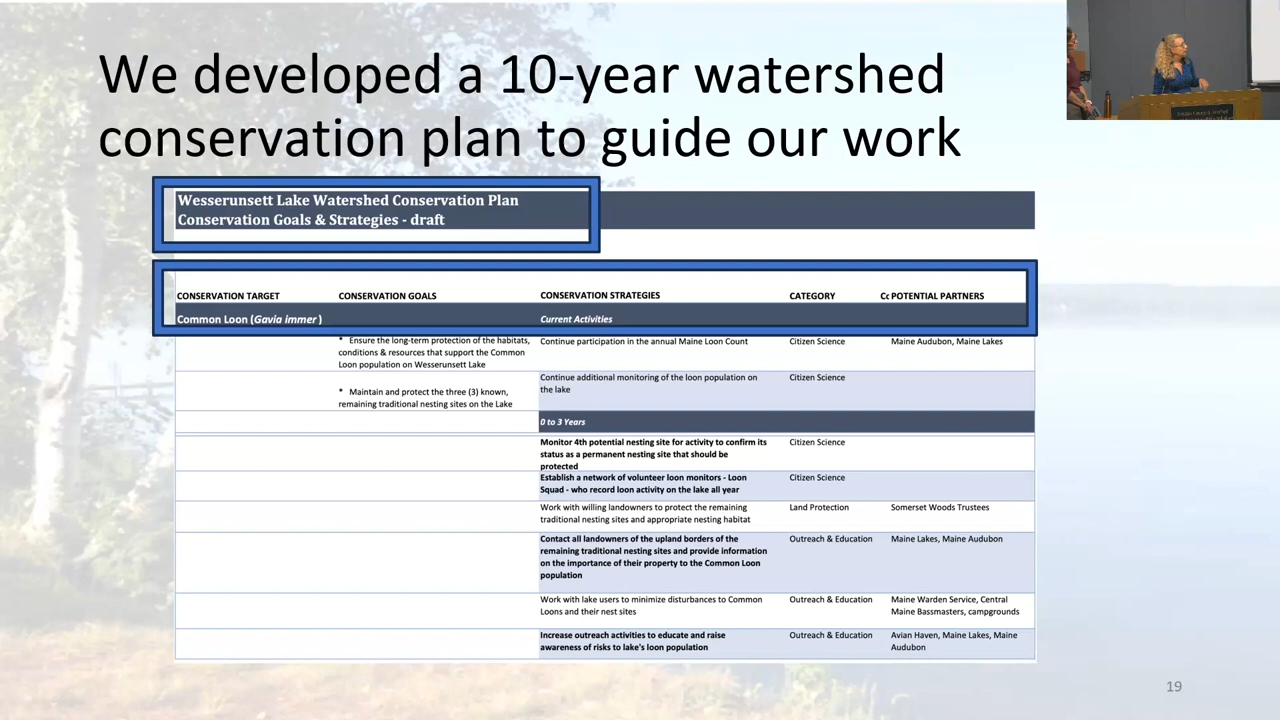 We developed a 10-year watershed
conservation plan to guide our work
Wesserunsett Lake Watershed Conservation Plan
Conservation Goals & Strategies - draft
CONSERVATION TARGET CONSERVATION GOALS CONSERVATION STRATEGIES CATEGORY Cc POTENTIAL PARTNERS
Common Loon (Gavia immer ) Current Activities
* Ensure the long-term protection of the habitats,
conditions & resources that support the Common
Loon population on Wesserunsett Lake
Continue participation in the annual Maine Loon Count
Citizen Science
Maine Audubon, Maine Lakes
* Maintain and protect the three (3) known,
remaining traditional nesting sites on the Lake
Continue additional monitoring of the loon population on
the lake
Citizen Science
0 to 3 Years
Monitor 4th potential nesting site for activity to confirm its
status as a permanent nesting site that should be
protected
Citizen Science
Establish a network of volunteer loon monitors - Loon
Squad - who record loon activity on the lake all year
Citizen Science
Work with willing landowners to protect the remaining
traditional nesting sites and appropriate nesting habitat
Land Protection
Somerset Woods Trustees
Contact all landowners of the upland borders of the
remaining traditional nesting sites and provide information
on the importance of their property to the Common Loon
population
Outreach & Education
Maine Lakes, Maine Audubon
Work with lake users to minimize disturbances to Common
Loons and their nest sites
Outreach & Education
Maine Warden Service, Central
Maine Bassmasters, campgrounds
Increase outreach activities to educate and raise
awareness of risks to lake's loon population
Outreach & Education
Avian Haven, Maine Lakes, Maine
Audubon
19